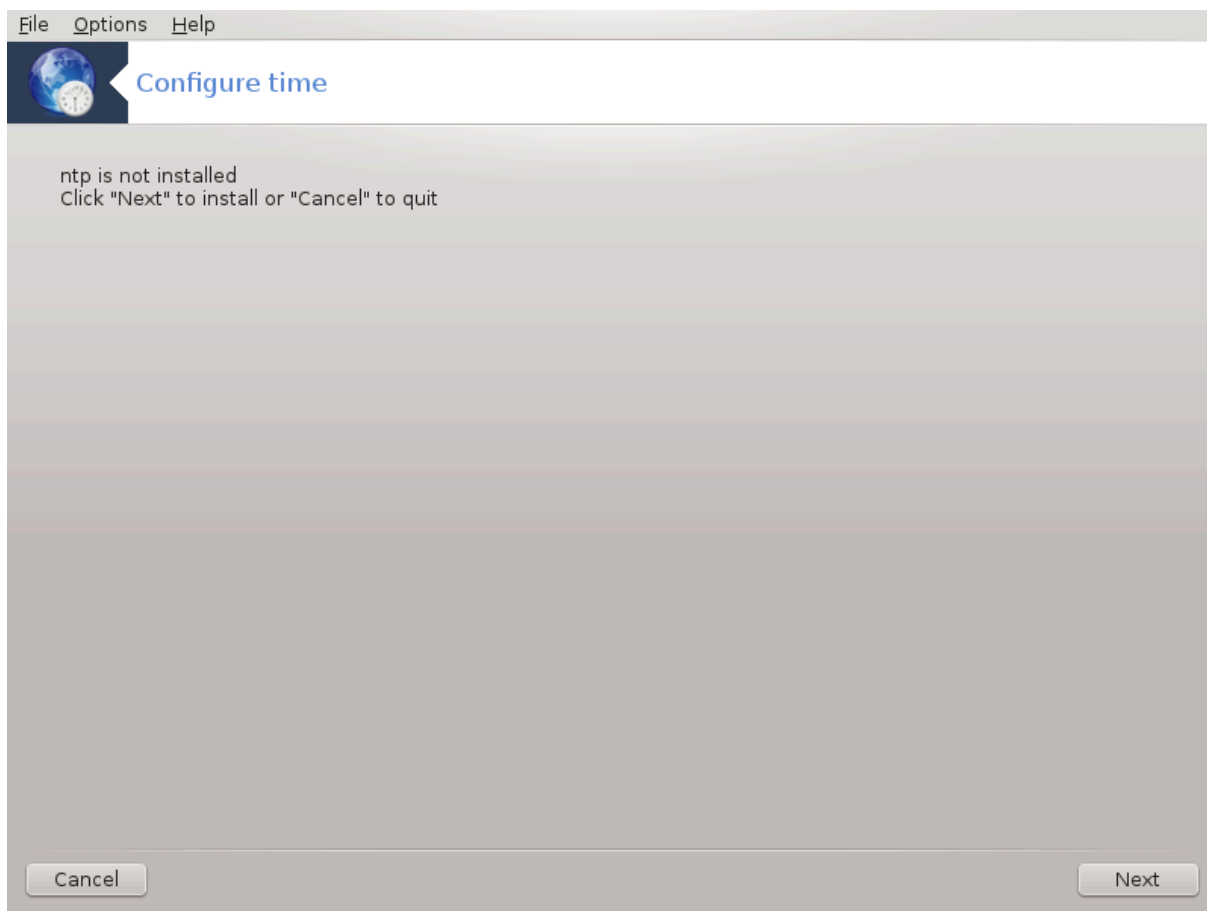 File Options Help
Configure time
ntp is not installed
Click "Next" to install or "Cancel" to quit
Cancel Next